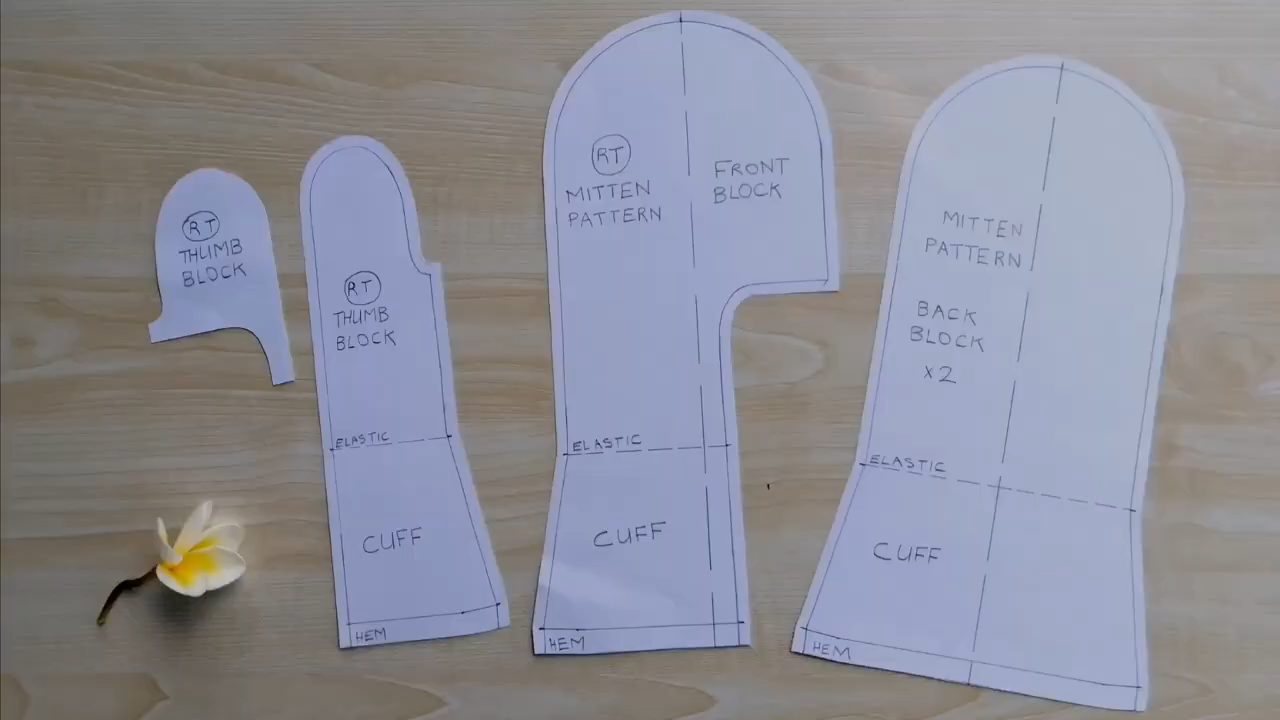 RT
THUMB
BLOCK
RT
THUMB
BLOCK
ELASTIC
CUFF
HEM
RT
MITTEN
PATTERN
FRONT
BLOCK
ELASTIC
CUFF
HEM
MITTEN
PATTERN
BACK
BLOCK
x2
ELASTIC
CUFF
HEM